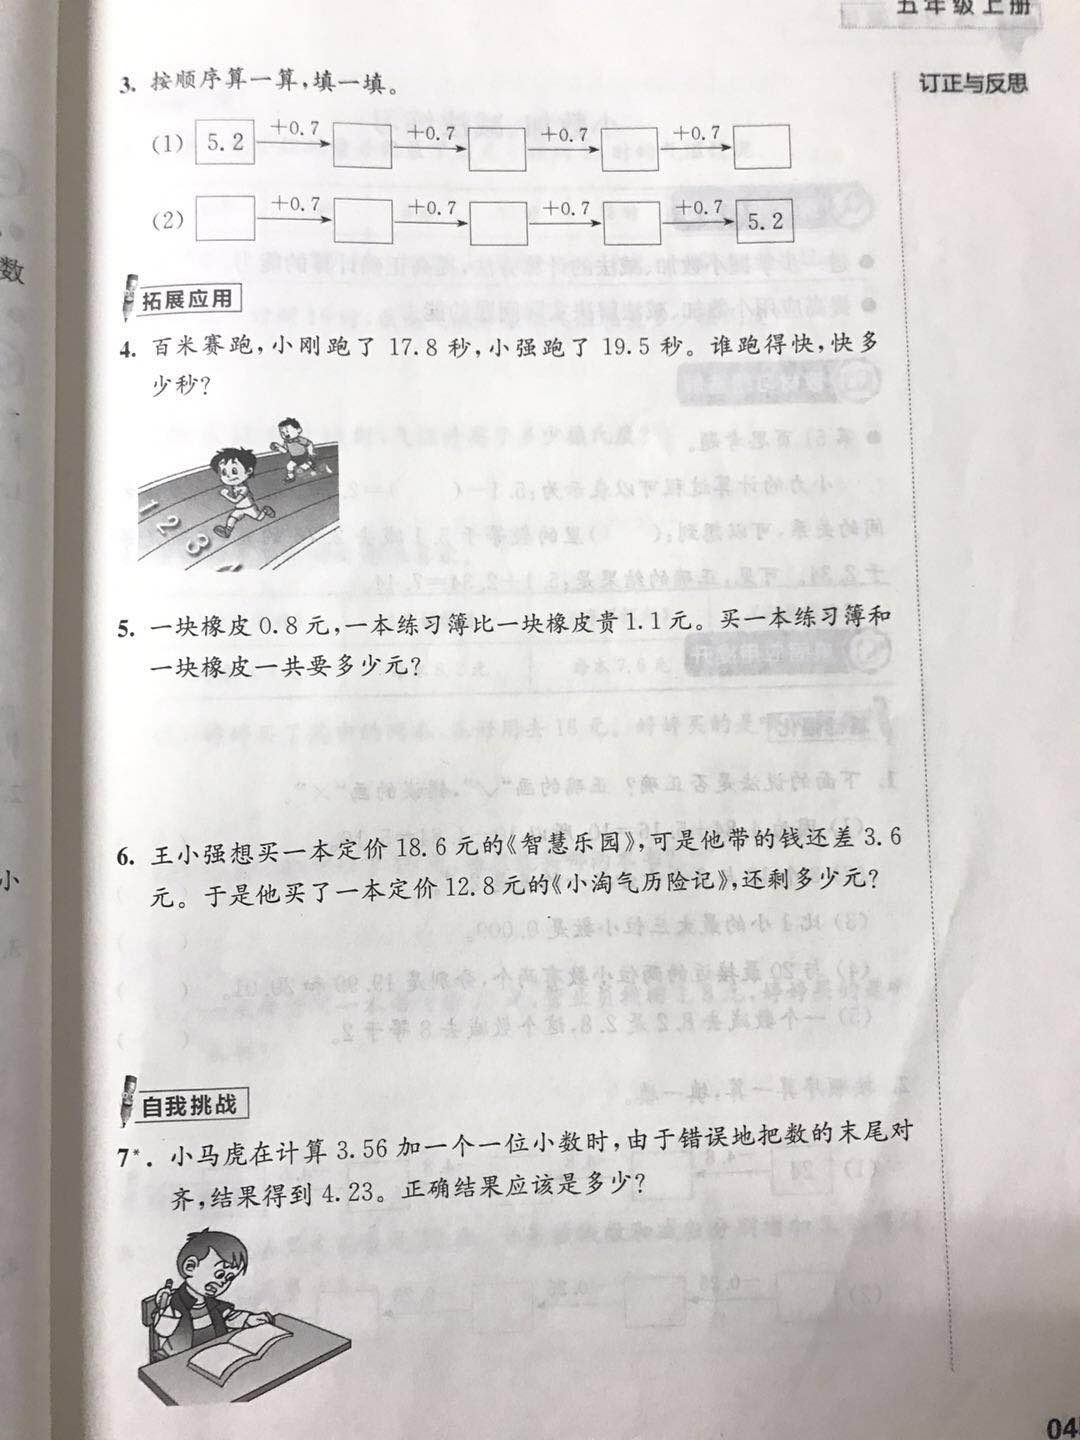 五年级上册
订正与反思
3. 按顺序算一算,填一填。
(1) 5.2 +0.7 +0.7 +0.7 +0.7
(2) +0.7 +0.7 +0.7 +0.7 5.2
拓展应用
4. 百米赛跑,小刚跑了 17.8 秒,小强跑了 19.5 秒。谁跑得快,快多
少秒?
1 2 3
5. 一块橡皮 0.8 元,一本练习簿比一块橡皮贵 1.1 元。买一本练习簿和
一块橡皮一共要多少元?
6. 王小强想买一本定价 18.6 元的《智慧乐园》,可是他带的钱还差 3.6
元。于是他买了一本定价 12.8 元的《小淘气历险记》,还剩多少元?
自我挑战
7*. 小马虎在计算 3.56 加一个一位小数时,由于错误地把数的末尾对
齐,结果得到 4.23。正确结果应该是多少?
数
小
04